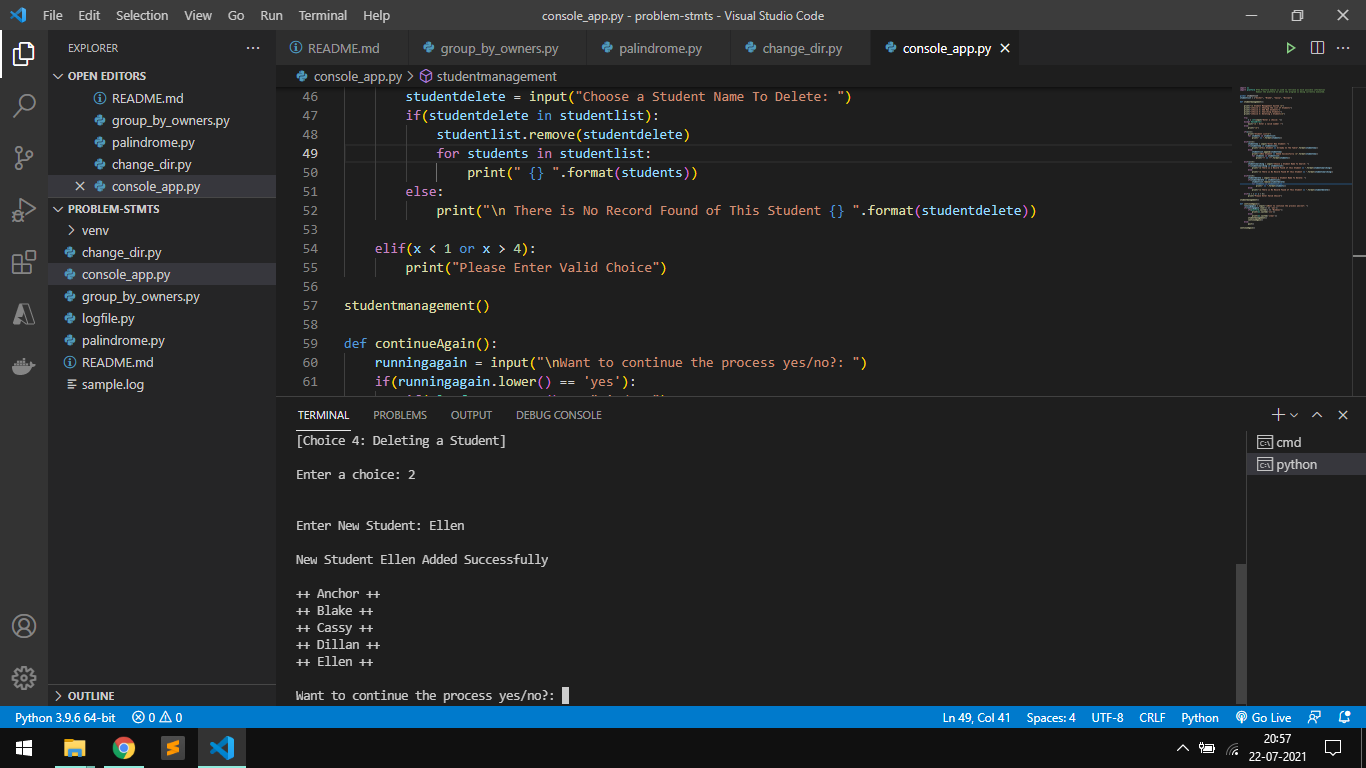 File Edit Selection View Go Run Terminal Help console_app.py - problem-stmts - Visual Studio Code
EXPLORER
OPEN EDITORS
README.md
group_by_owners.py
palindrome.py
change_dir.py
console_app.py
PROBLEM-STMTS
venv
change_dir.py
console_app.py
group_by_owners.py
logfile.py
palindrome.py
README.md
sample.log
OUTLINE
README.md group_by_owners.py palindrome.py change_dir.py console_app.py
console_app.py > studentmanagement
46 studentdelete = input("Choose a Student Name To Delete: ")
47 if(studentdelete in studentlist):
48 studentlist.remove(studentdelete)
49 for students in studentlist:
50 print(" {} ".format(students))
51 else:
52 print("\n There is No Record Found of This Student {} ".format(studentdelete))
53
54 elif(x < 1 or x > 4):
55 print("Please Enter Valid Choice")
56
57 studentmanagement()
58
59 def continueAgain():
60 runningagain = input("\nWant to continue the process yes/no?: ")
61 if(runningagain.lower() == 'yes'):
TERMINAL PROBLEMS OUTPUT DEBUG CONSOLE
[Choice 4: Deleting a Student]
Enter a choice: 2
Enter New Student: Ellen
New Student Ellen Added Successfully
++ Anchor ++
++ Blake ++
++ Cassy ++
++ Dillan ++
++ Ellen ++
Want to continue the process yes/no?:
cmd
python
Python 3.9.6 64-bit 0 0 Ln 49, Col 41 Spaces: 4 UTF-8 CRLF Python Go Live
20:57
22-07-2021